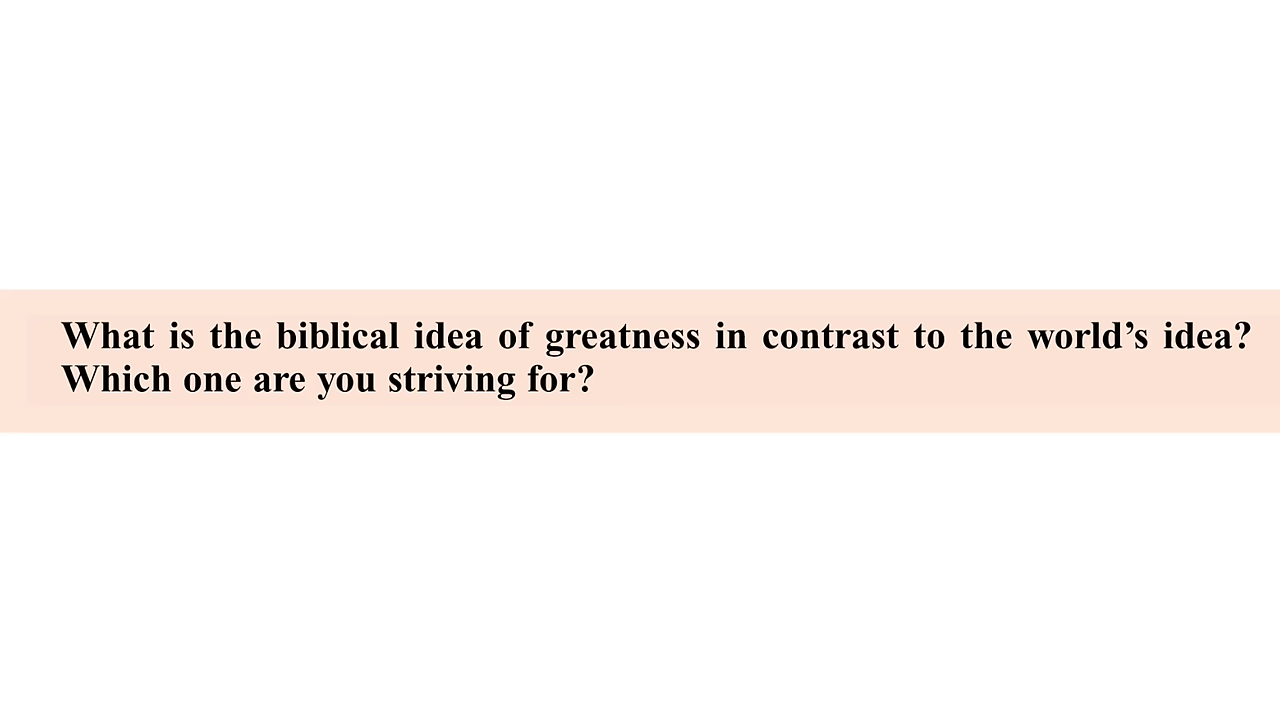 What is the biblical idea of greatness in contrast to the world’s idea?
Which one are you striving for?